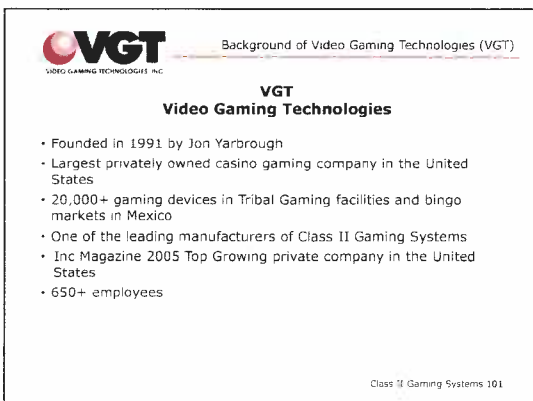 VGT
VIDEO GAMING TECHNOLOGIES INC
Background of Video Gaming Technologies (VGT)
VGT
Video Gaming Technologies
• Founded in 1991 by Jon Yarbrough
• Largest privately owned casino gaming company in the United
States
• 20,000+ gaming devices in Tribal Gaming facilities and bingo
markets in Mexico
• One of the leading manufacturers of Class II Gaming Systems
• Inc Magazine 2005 Top Growing private company in the United
States
• 650+ employees
Class II Gaming Systems 101